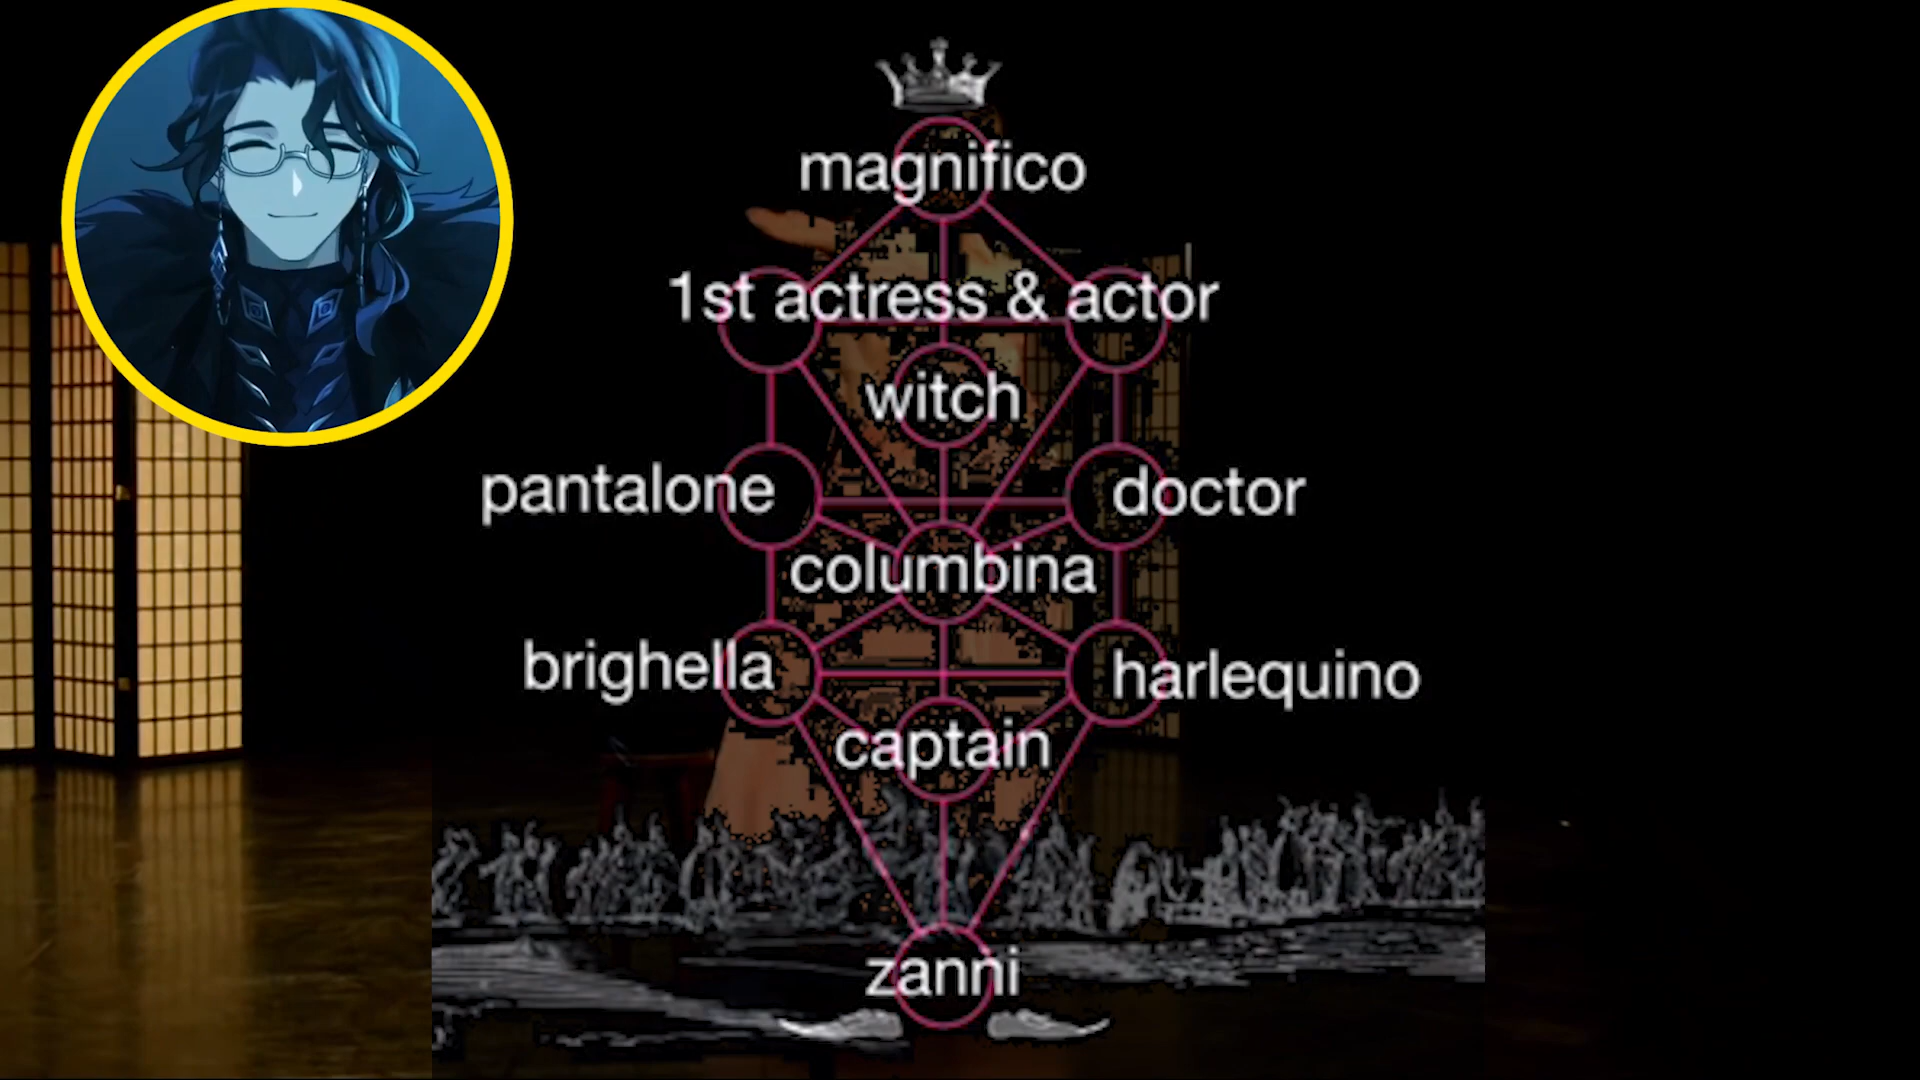 magnifico
1st actress & actor
witch
pantalone
doctor
columbina
brighella
harlequino
captain
zanni